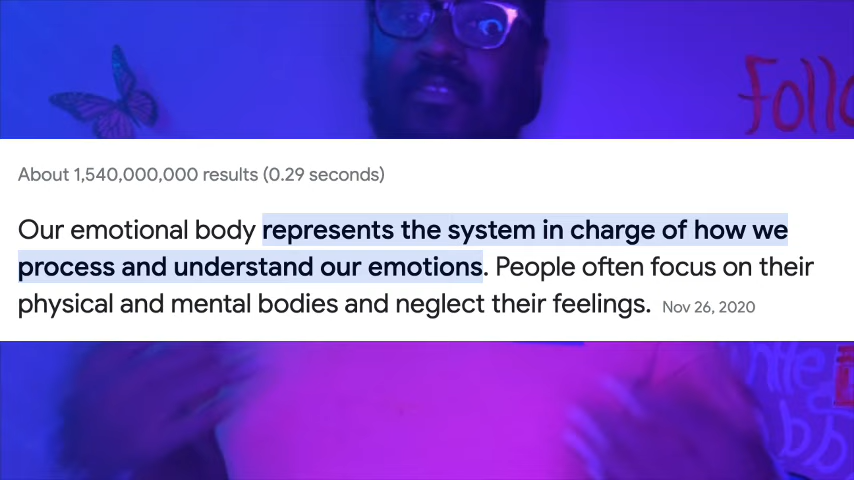 Follo
About 1,540,000,000 results (0.29 seconds)
Our emotional body represents the system in charge of how we
process and understand our emotions. People often focus on their
physical and mental bodies and neglect their feelings. Nov 26, 2020